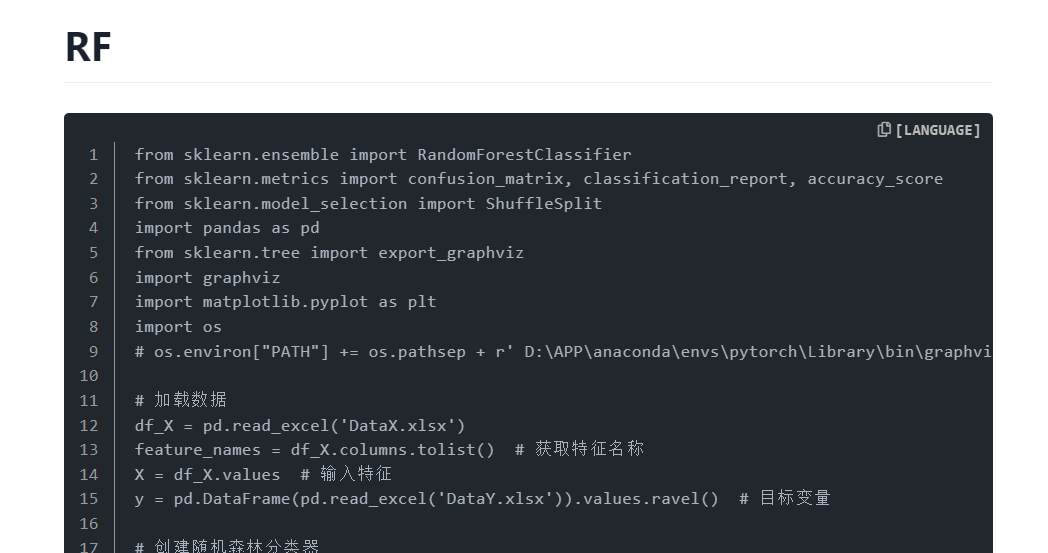 RF
[LANGUAGE]
1 from sklearn.ensemble import RandomForestClassifier
2 from sklearn.metrics import confusion_matrix, classification_report, accuracy_score
3 from sklearn.model_selection import ShuffleSplit
4 import pandas as pd
5 from sklearn.tree import export_graphviz
6 import graphviz
7 import matplotlib.pyplot as plt
8 import os
9 # os.environ["PATH"] += os.pathsep + r' D:\APP\anaconda\envs\pytorch\Library\bin\graphvi
10
11 # 加载数据
12 df_X = pd.read_excel('DataX.xlsx')
13 feature_names = df_X.columns.tolist()  # 获取特征名称
14 X = df_X.values  # 输入特征
15 y = pd.DataFrame(pd.read_excel('DataY.xlsx')).values.ravel()  # 目标变量
16
17 # 创建随机森林分类器